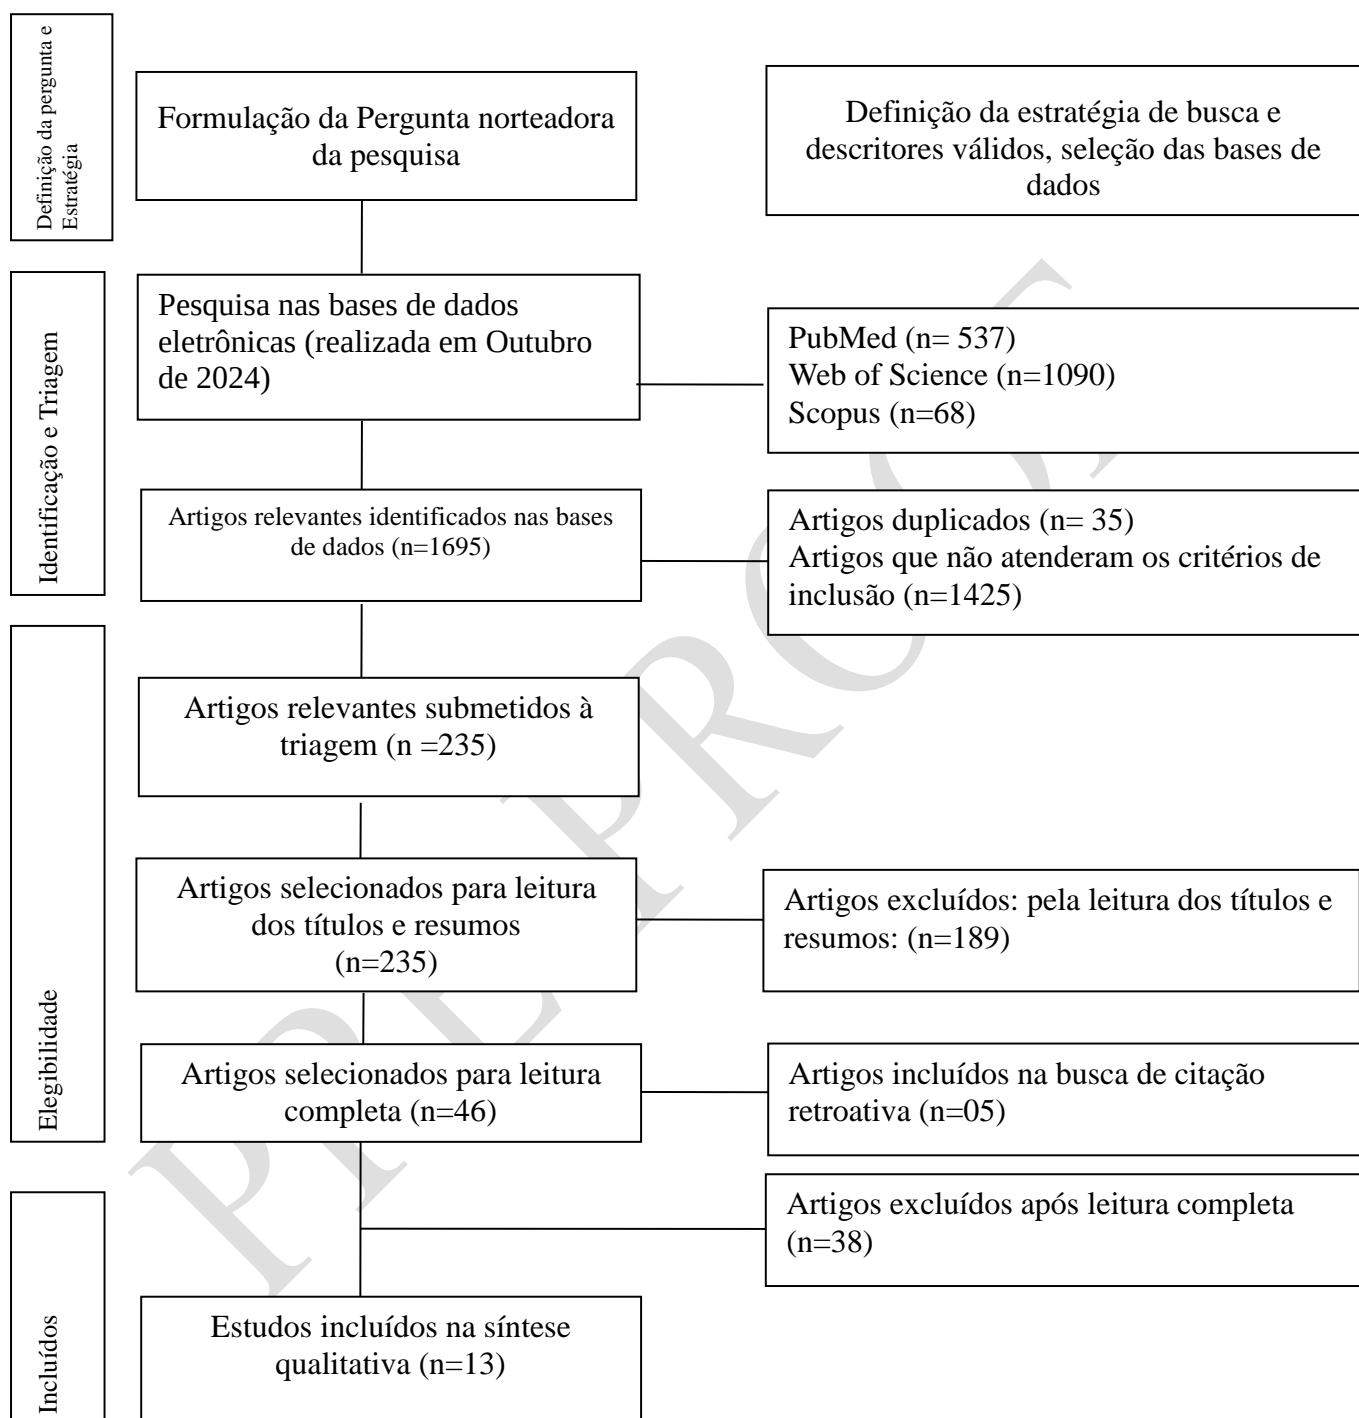 Definição da pergunta e
Estratégia
Formulação da Pergunta norteadora
da pesquisa
Definição da estratégia de busca e
descritores válidos, seleção das bases de
dados
Identificação e Triagem
Pesquisa nas bases de dados
eletrônicas (realizada em Outubro
de 2024)
PubMed (n= 537)
Web of Science (n=1090)
Scopus (n=68)
Artigos relevantes identificados nas bases
de dados (n=1695)
Artigos duplicados (n= 35)
Artigos que não atenderam os critérios de
inclusão (n=1425)
Elegibilidade
Artigos relevantes submetidos à
triagem (n =235)
Artigos selecionados para leitura
dos títulos e resumos
(n=235)
Artigos excluídos: pela leitura dos títulos e
resumos: (n=189)
Artigos selecionados para leitura
completa (n=46)
Artigos incluídos na busca de citação
retroativa (n=05)
Artigos excluídos após leitura completa
(n=38)
Incluídos
Estudos incluídos na síntese
qualitativa (n=13)
PRE PROOF